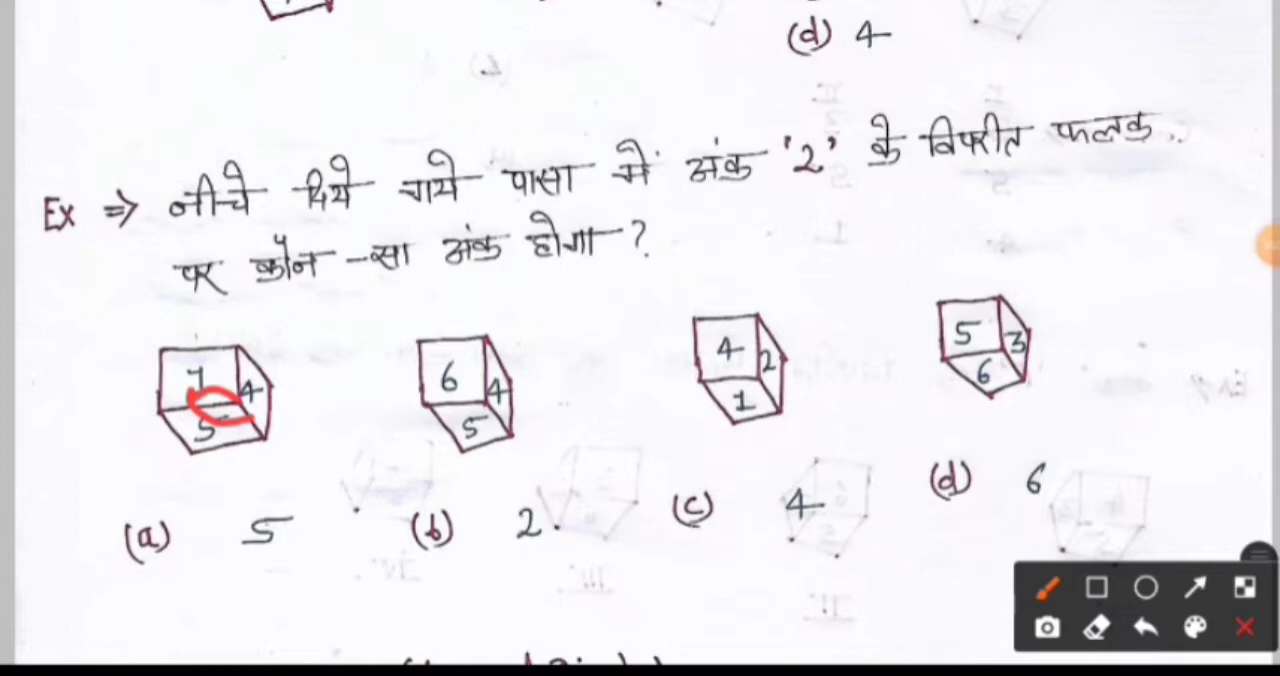 (d) 4
Ex ⇒ नीचे दिये गये पासा में अंक '2' के विपरीत फलक
पर कौन-सा अंक होगा?
1 4 5
6 4 5
4 2 1
5 3 6
(a) 5 (b) 2 (c) 4 (d) 6